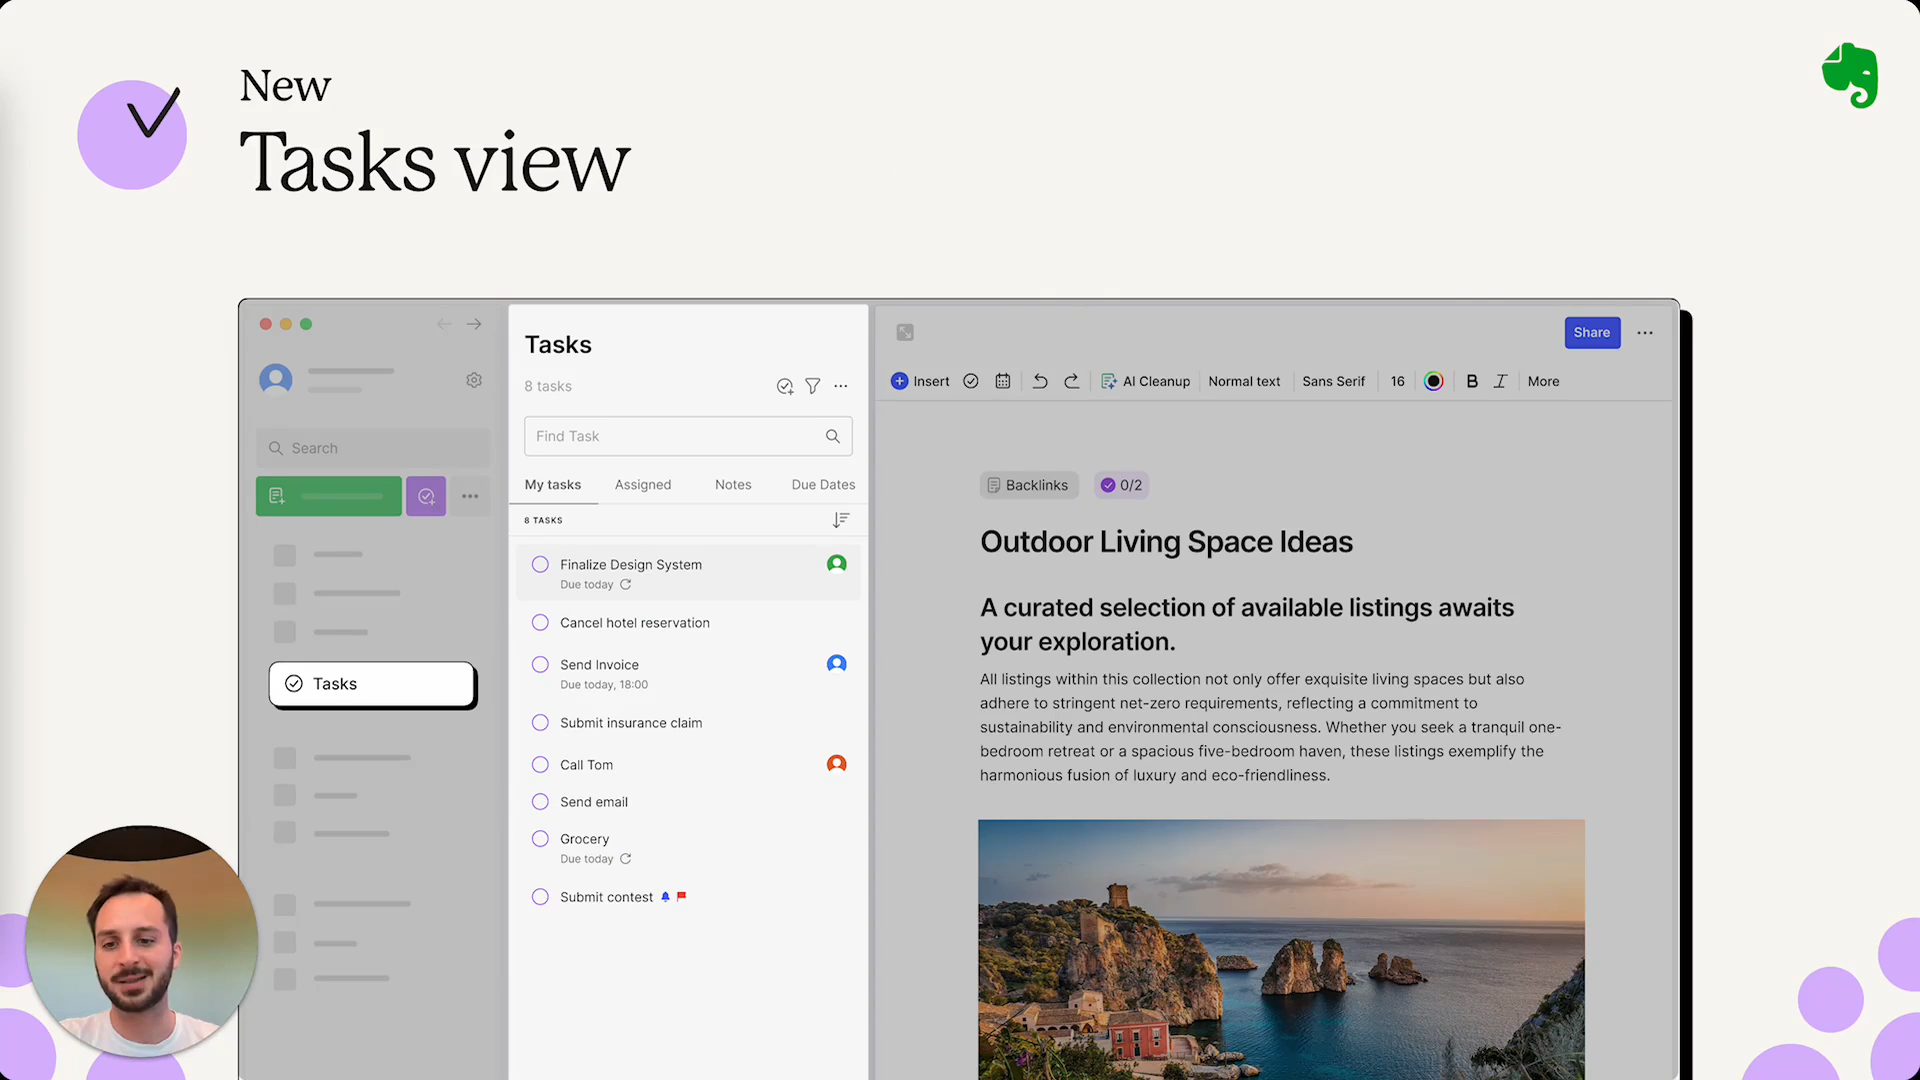 New
Tasks view
Search
Tasks
Tasks
8 tasks
Find Task
My tasks Assigned Notes Due Dates
8 TASKS
Finalize Design System
Due today
Cancel hotel reservation
Send Invoice
Due today, 18:00
Submit insurance claim
Call Tom
Send email
Grocery
Due today
Submit contest
Share
Insert AI Cleanup Normal text Sans Serif 16 B I More
Backlinks 0/2
Outdoor Living Space Ideas
A curated selection of available listings awaits
your exploration.
All listings within this collection not only offer exquisite living spaces but also
adhere to stringent net-zero requirements, reflecting a commitment to
sustainability and environmental consciousness. Whether you seek a tranquil one-
bedroom retreat or a spacious five-bedroom haven, these listings exemplify the
harmonious fusion of luxury and eco-friendliness.